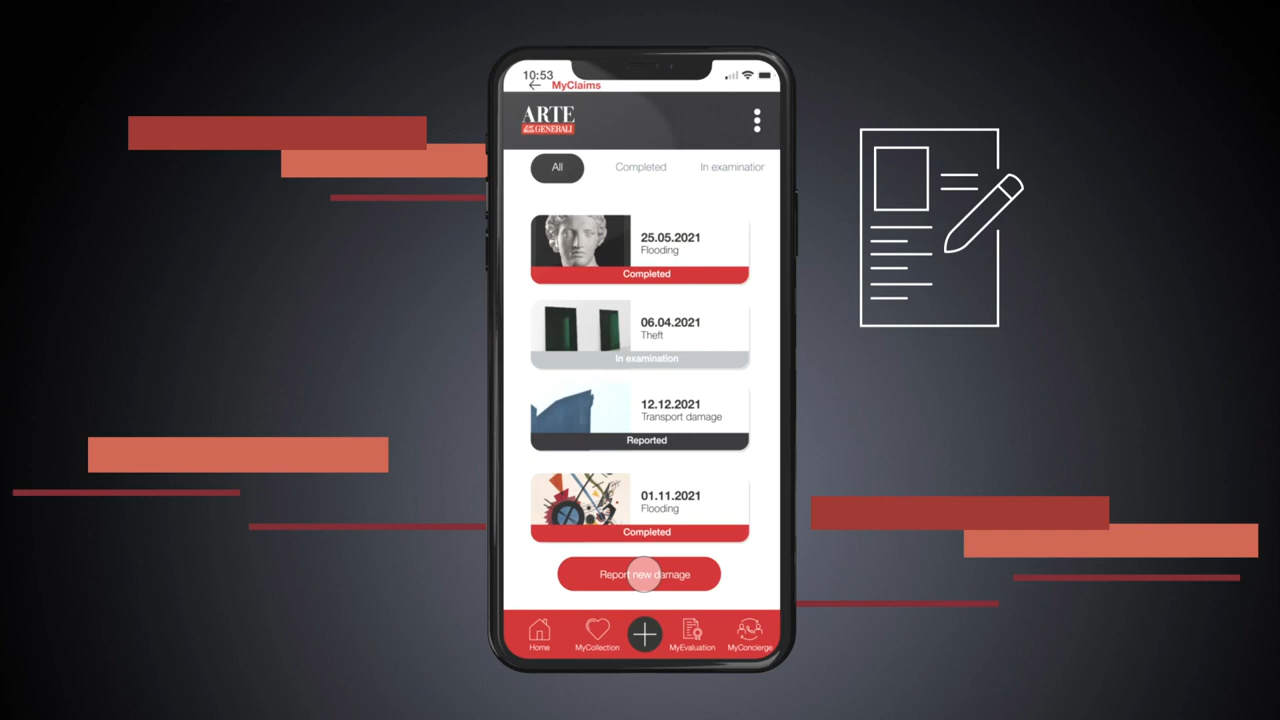 10:53
MyClaims
ARTE
GENERALI
All Completed In examination
25.05.2021
Flooding
Completed
06.04.2021
Theft
In examination
12.12.2021
Transport damage
Reported
01.11.2021
Flooding
Completed
Report new damage
Home MyCollection MyEvaluation MyConcierge